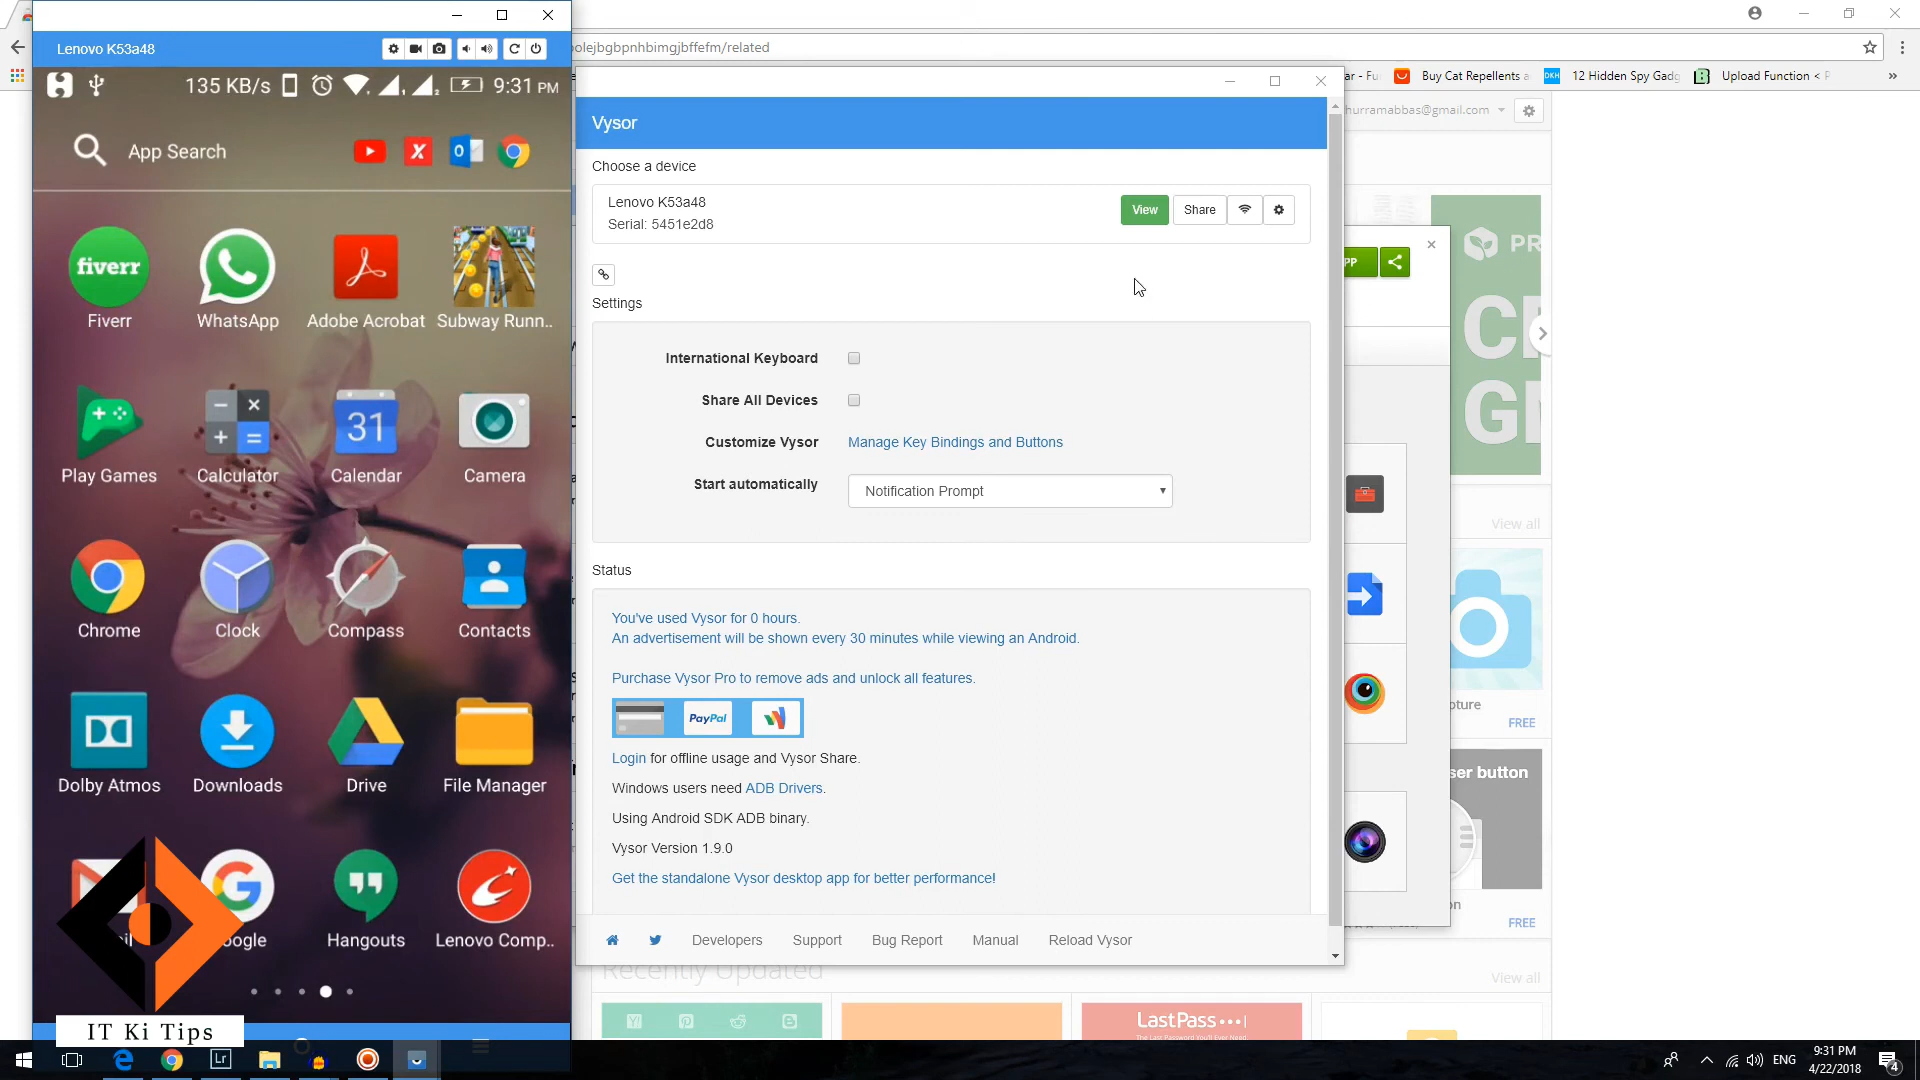 Lenovo K53a48
135 KB/s
9:31 PM
App Search
fiverr
Fiverr
WhatsApp
Adobe Acrobat
Subway Runn..
31
Play Games
Calculator
Calendar
Camera
Chrome
Clock
Compass
Contacts
Dolby Atmos
Downloads
Drive
File Manager
Hangouts
Lenovo Comp..
IT Ki Tips
olejbgbpnhbimgjbffefm/related
Buy Cat Repellents
12 Hidden Spy Gadg
Upload Function <
hurramabbas@gmail.com
Vysor
Choose a device
Lenovo K53a48
Serial: 5451e2d8
View
Share
Settings
International Keyboard
Share All Devices
Customize Vysor
Manage Key Bindings and Buttons
Start automatically
Notification Prompt
Status
You've used Vysor for 0 hours.
An advertisement will be shown every 30 minutes while viewing an Android.
Purchase Vysor Pro to remove ads and unlock all features.
PayPal
Login for offline usage and Vysor Share.
Windows users need ADB Drivers.
Using Android SDK ADB binary.
Vysor Version 1.9.0
Get the standalone Vysor desktop app for better performance!
Developers
Support
Bug Report
Manual
Reload Vysor
View all
FREE
ser button
FREE
Recently Updated
View all
LastPass
Lr
ENG
9:31 PM
4/22/2018
4